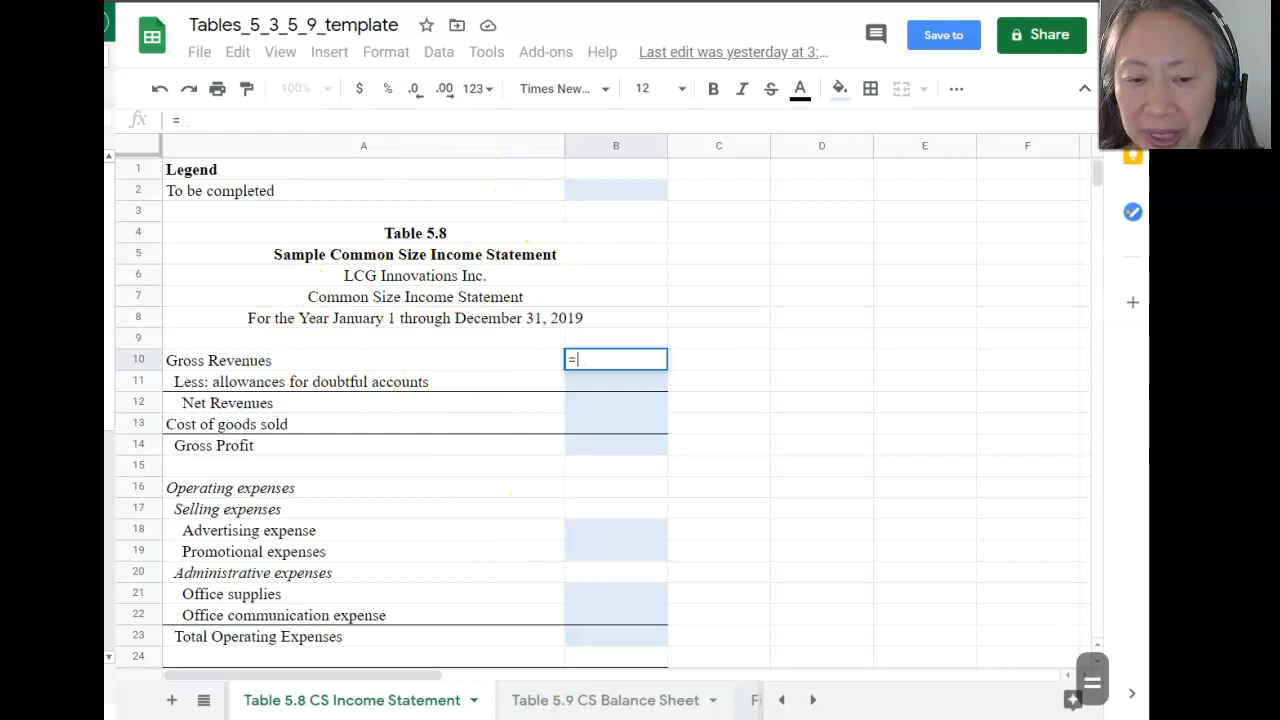 Tables_5_3_5_9_template
Save to
Share
File Edit View Insert Format Data Tools Add-ons Help Last edit was yesterday at 3:...
100% $ % .0 .00 123 Times New... 12 B I S A
fx =
A B C D E F
1 Legend
2 To be completed
3
4 Table 5.8
5 Sample Common Size Income Statement
6 LCG Innovations Inc.
7 Common Size Income Statement
8 For the Year January 1 through December 31, 2019
9
10 Gross Revenues =
11 Less: allowances for doubtful accounts
12 Net Revenues
13 Cost of goods sold
14 Gross Profit
15
16 Operating expenses
17 Selling expenses
18 Advertising expense
19 Promotional expenses
20 Administrative expenses
21 Office supplies
22 Office communication expense
23 Total Operating Expenses
24
=
Table 5.8 CS Income Statement Table 5.9 CS Balance Sheet